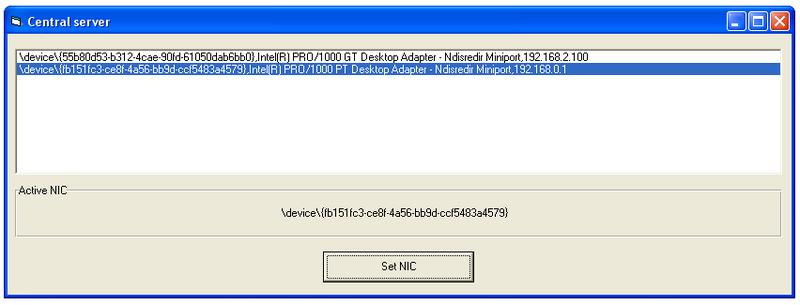 Central server
\device\{55b80d53-b312-4cae-90fd-61050dab6bb0},Intel(R) PRO/1000 GT Desktop Adapter - Ndisredir Miniport,192.168.2.100
\device\{fb151fc3-ce8f-4a56-bb9d-ccf5483a4579},Intel(R) PRO/1000 PT Desktop Adapter - Ndisredir Miniport,192.168.0.1
Active NIC
\device\{fb151fc3-ce8f-4a56-bb9d-ccf5483a4579}
Set NIC